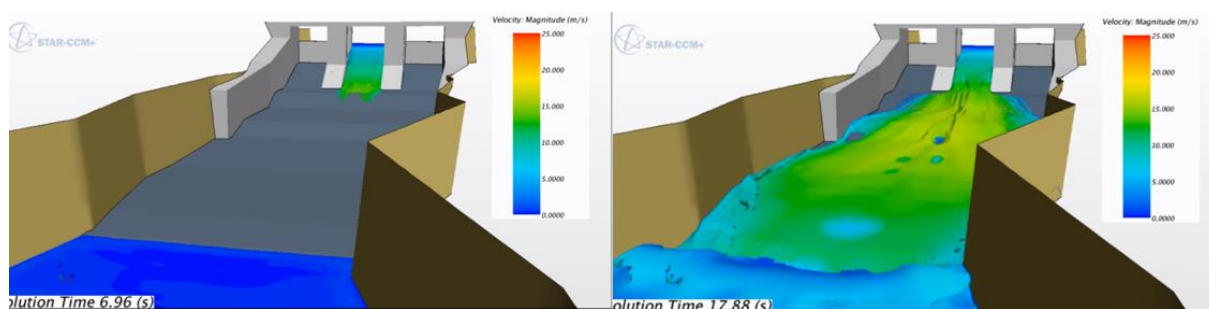 Velocity: Magnitude (m/s)
STAR-CCM+
25.000
20.000
15.000
10.000
5.0000
0.0000
olution Time 6.96 (s)
Velocity: Magnitude (m/s)
STAR-CCM+
25.000
20.000
15.000
10.000
5.0000
0.0000
olution Time 17.88 (s)